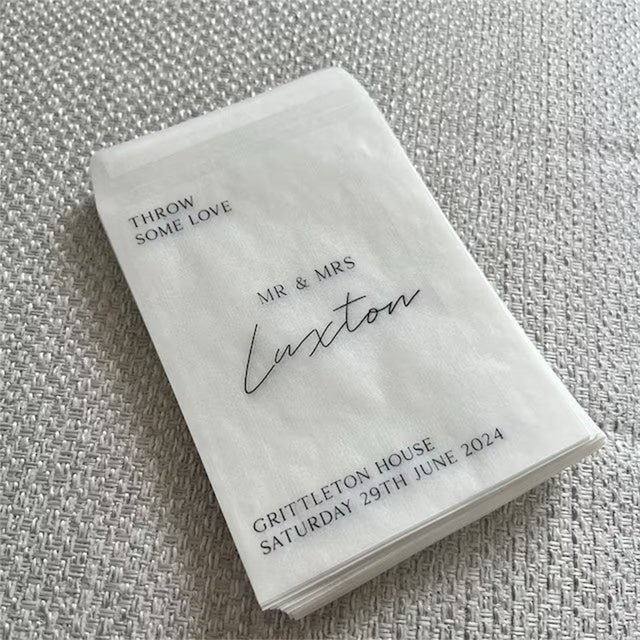 THROW
SOME LOVE
MR & MRS
Luxton
GRITTLETON HOUSE
SATURDAY 29TH JUNE 2024